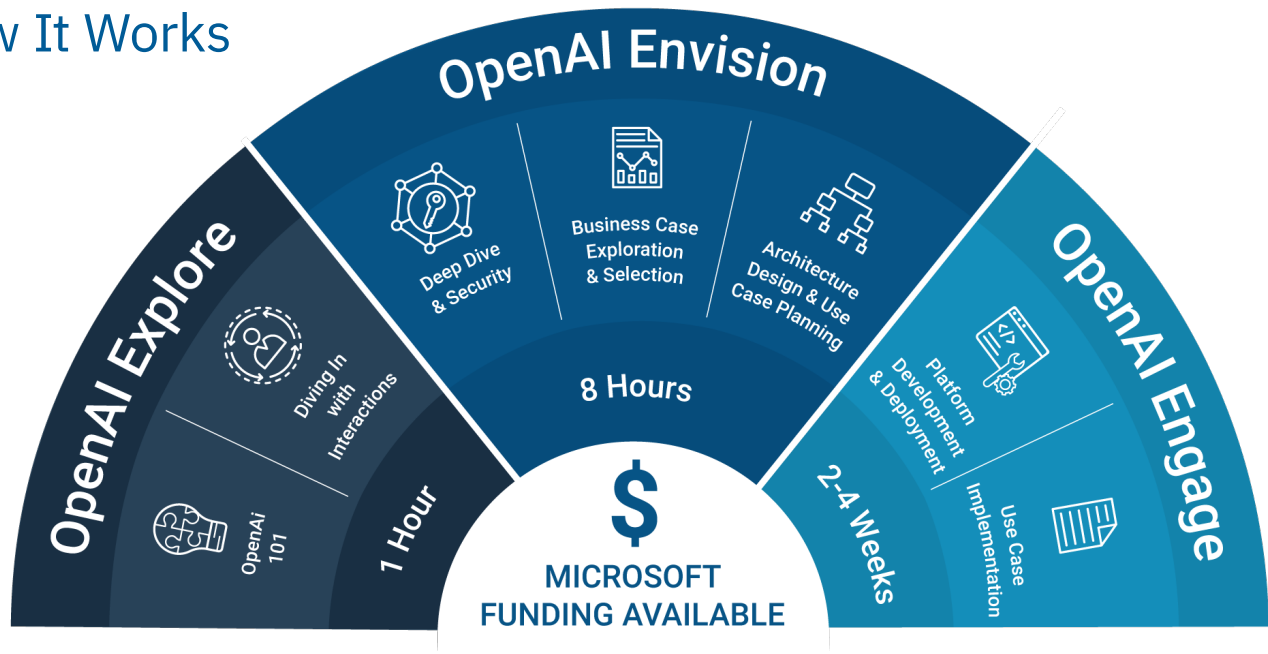 w It Works
OpenAI Explore
OpenAi
101
Diving In
with
Interactions
1 Hour
OpenAI Envision
Deep Dive
& Security
Business Case
Exploration
& Selection
Architecture
Design & Use
Case Planning
8 Hours
OpenAI Engage
Platform
Development
& Deployment
Use Case
Implementation
2-4 Weeks
$
MICROSOFT
FUNDING AVAILABLE